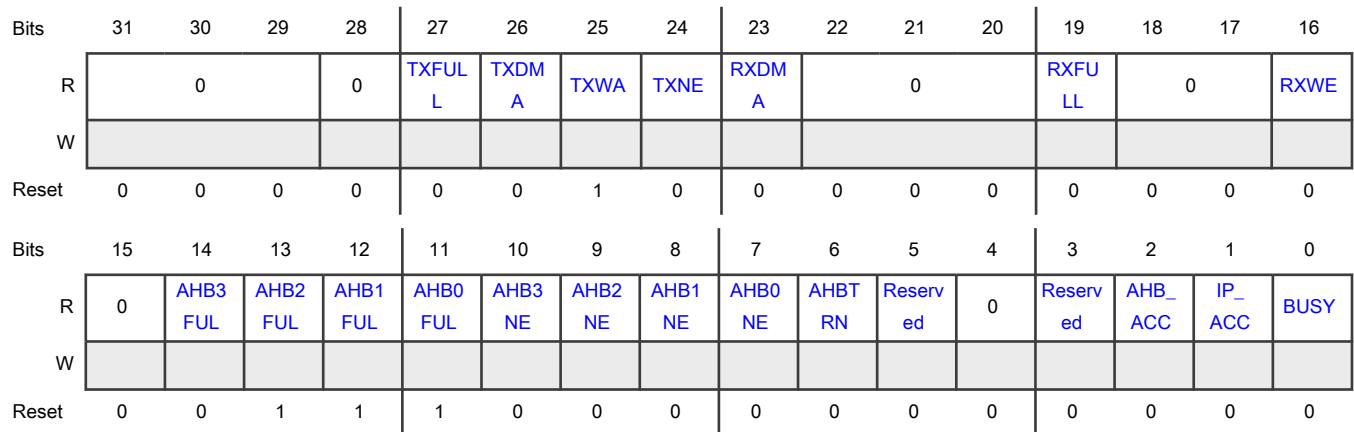 Bits 31 30 29 28 27 26 25 24 23 22 21 20 19 18 17 16
R 0 0 TXFUL TXDM TXWA TXNE RXDM 0 RXFU 0 RXWE
L A A LL
W
Reset 0 0 0 0 0 0 1 0 0 0 0 0 0 0 0 0
Bits 15 14 13 12 11 10 9 8 7 6 5 4 3 2 1 0
R 0 AHB3 AHB2 AHB1 AHB0 AHB3 AHB2 AHB1 AHB0 AHBT Reserv 0 Reserv AHB_ IP_ BUSY
FUL FUL FUL FUL NE NE NE NE RN ed ed ACC ACC
W
Reset 0 0 1 1 1 0 0 0 0 0 0 0 0 0 0 0